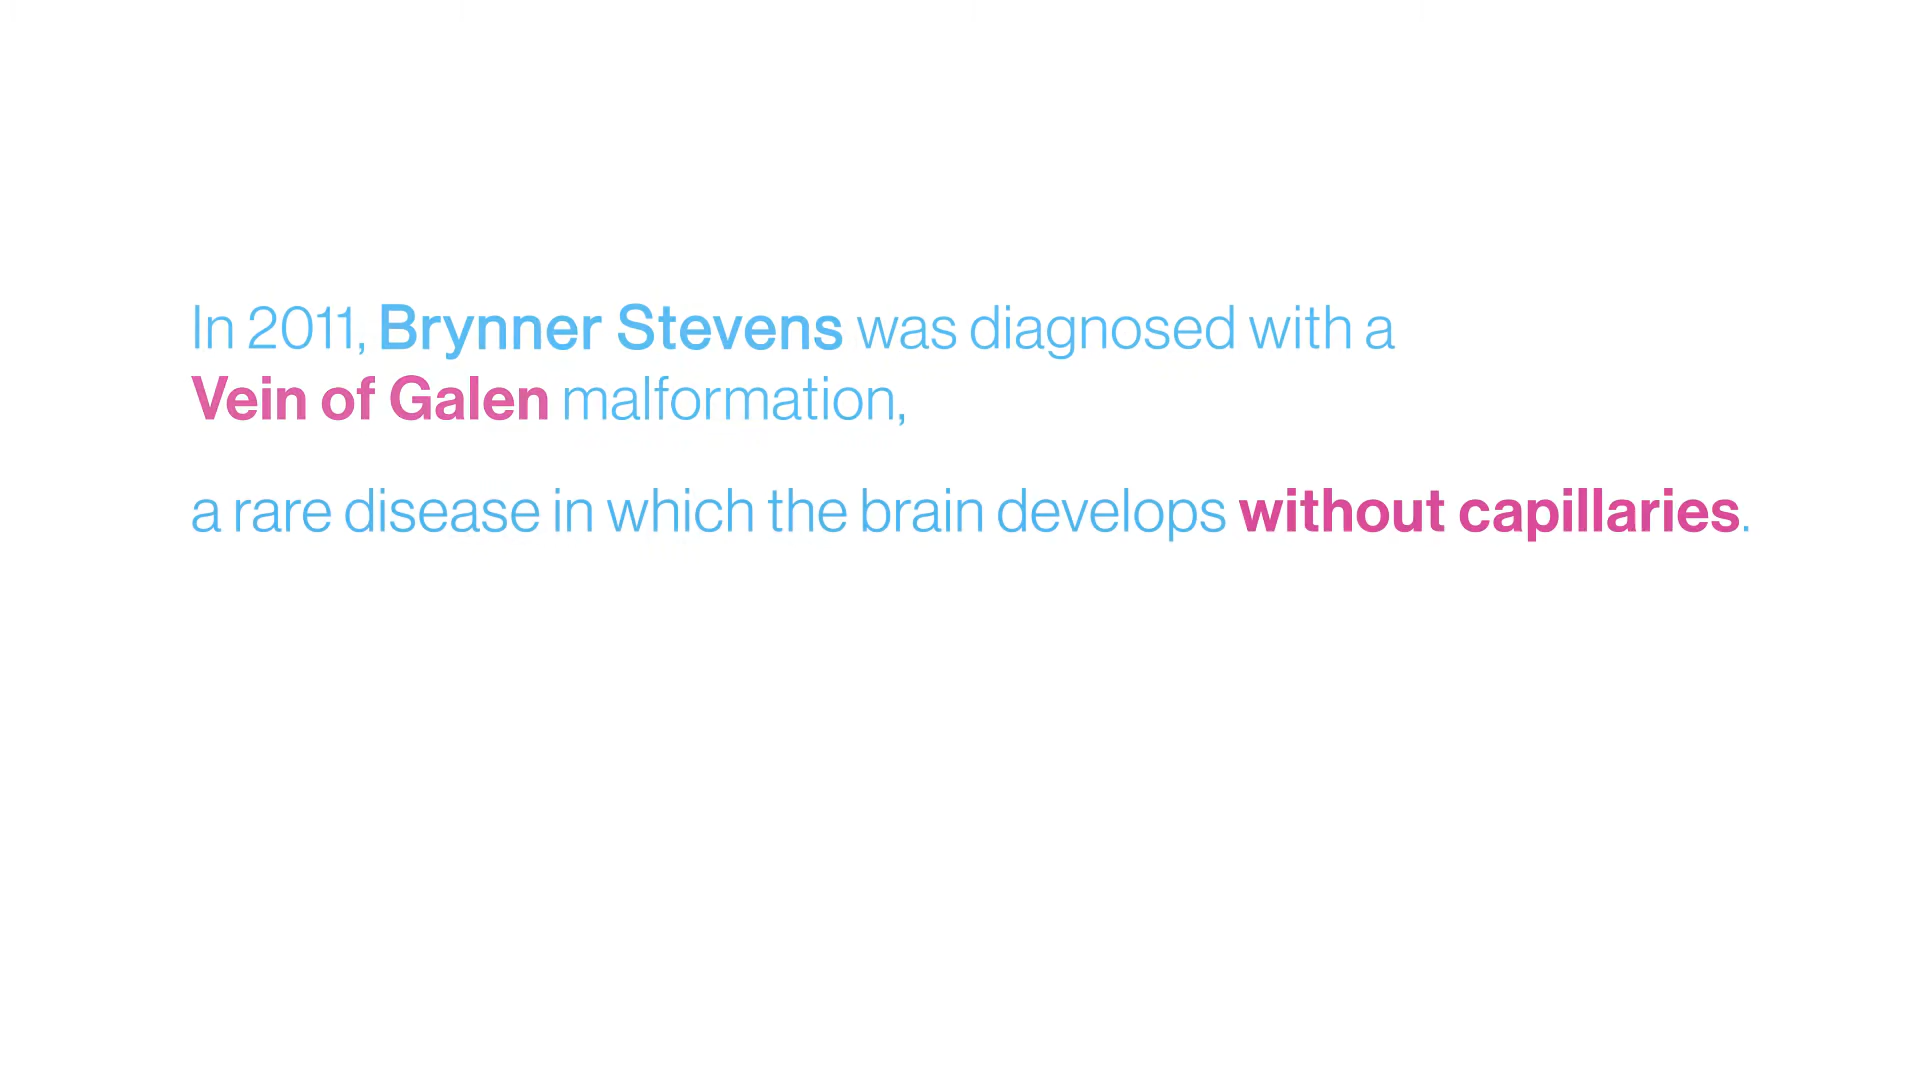 In 2011, Brynner Stevens was diagnosed with a
Vein of Galen malformation,
a rare disease in which the brain develops without capillaries.